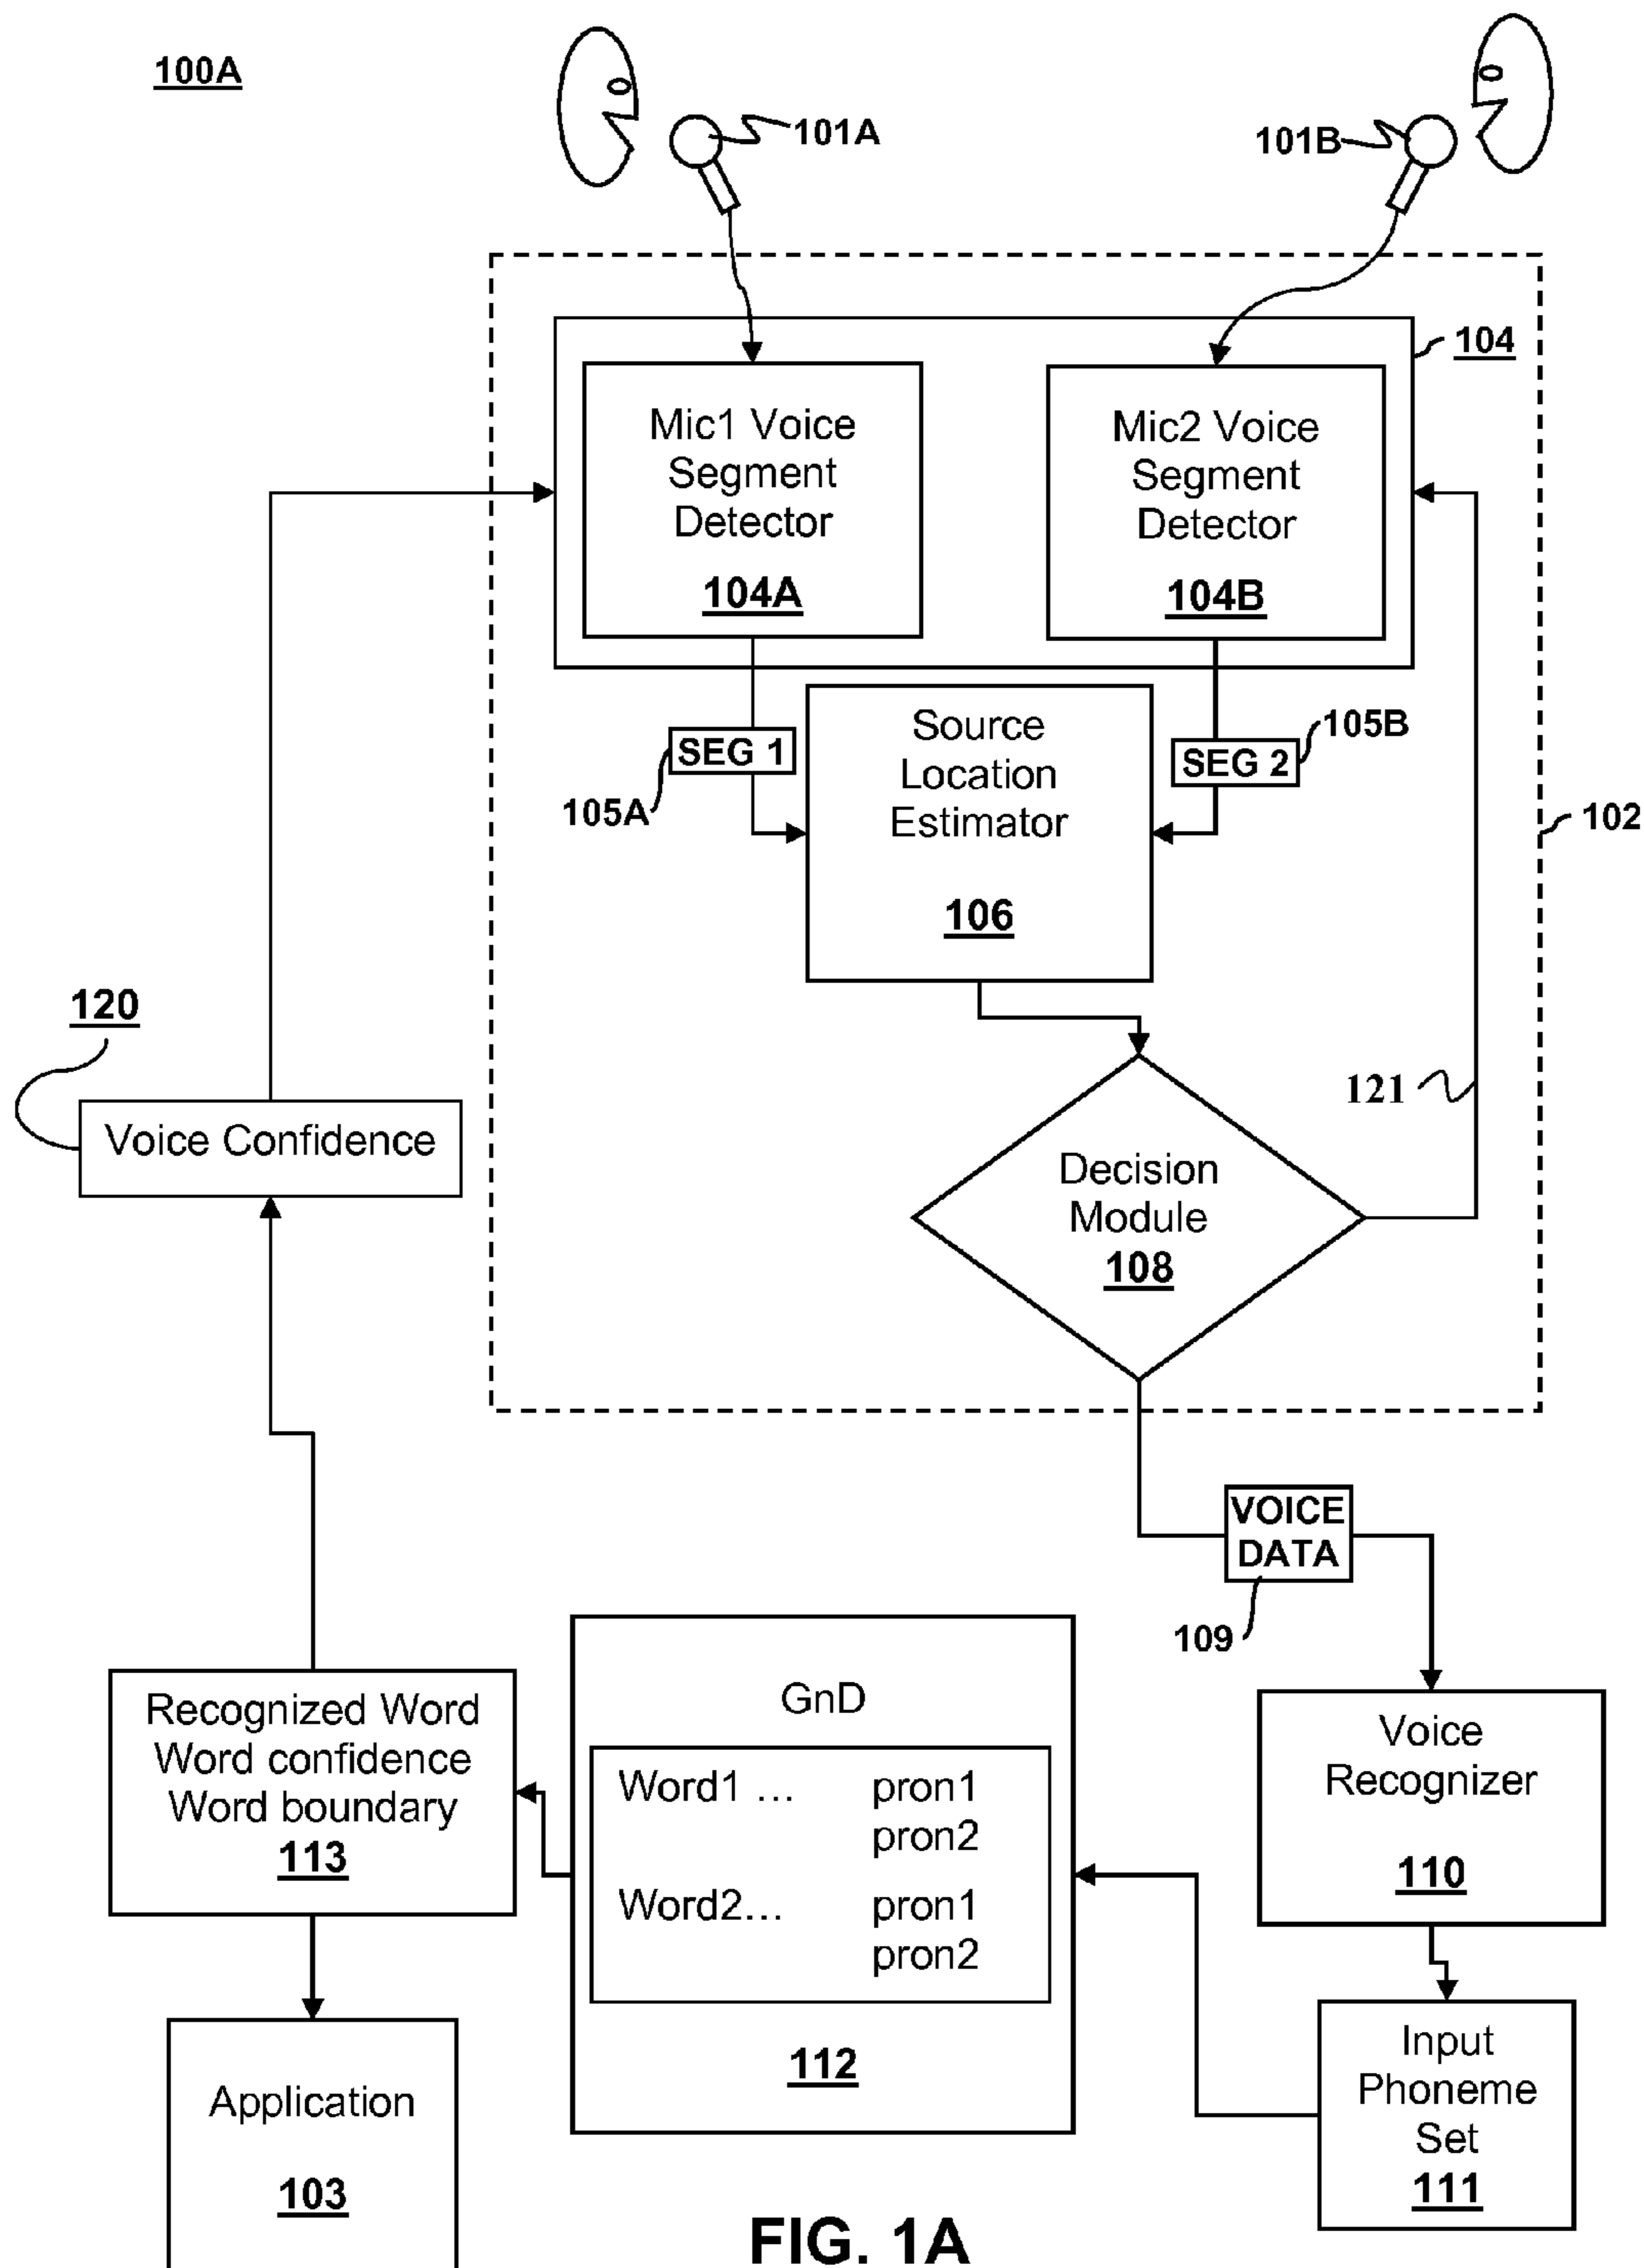 100A
101A
101B
104
Mic1 Voice
Segment
Detector
104A
Mic2 Voice
Segment
Detector
104B
SEG 1
105A
Source
Location
Estimator
106
SEG 2
105B
102
120
Voice Confidence
121
Decision
Module
108
VOICE
DATA
109
Recognized Word
Word confidence
Word boundary
113
GnD
Word1 ... pron1
pron2
Word2... pron1
pron2
112
Voice
Recognizer
110
Input
Phoneme
Set
111
Application
103
FIG. 1A